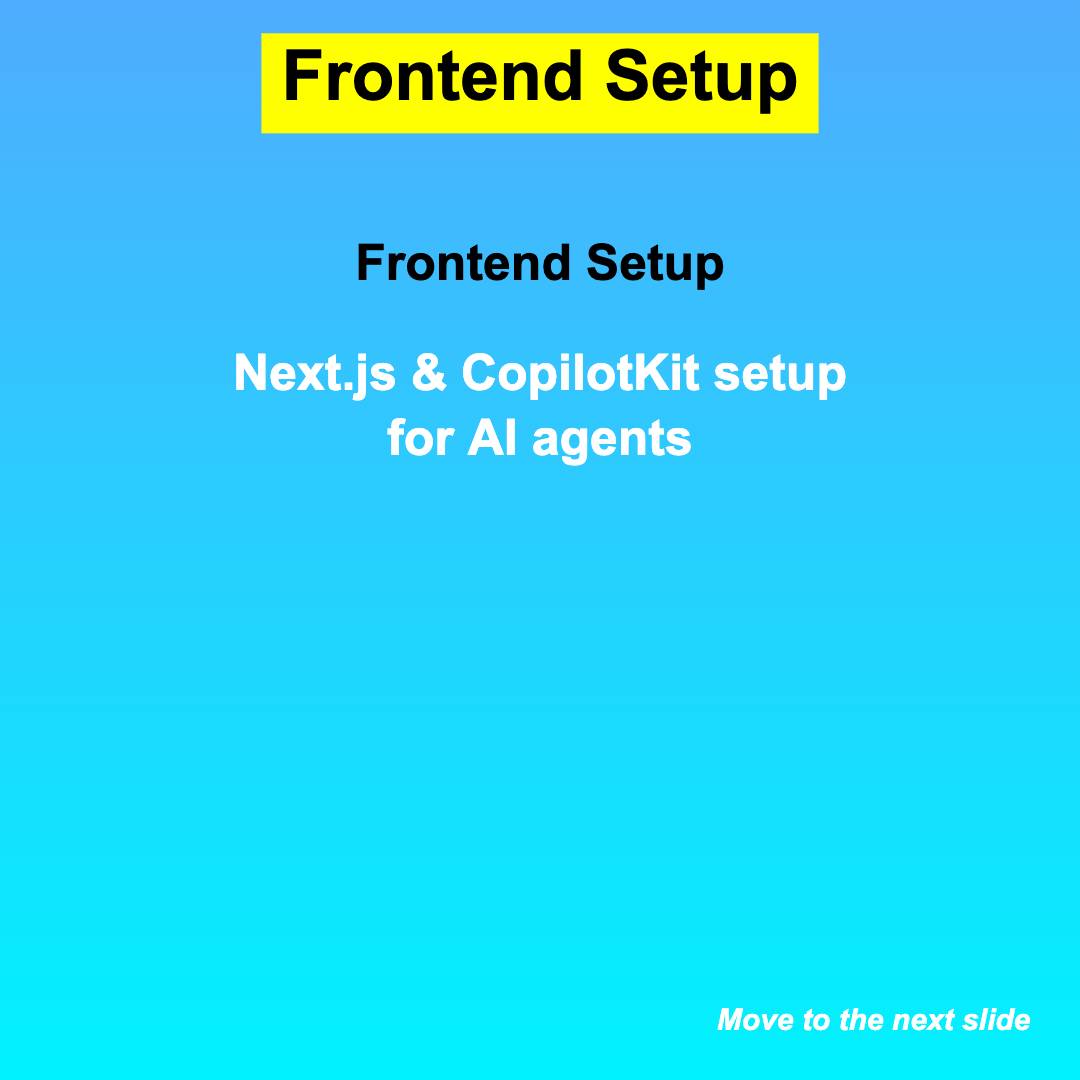 Frontend Setup
Frontend Setup
Next.js & CopilotKit setup
for AI agents
Move to the next slide